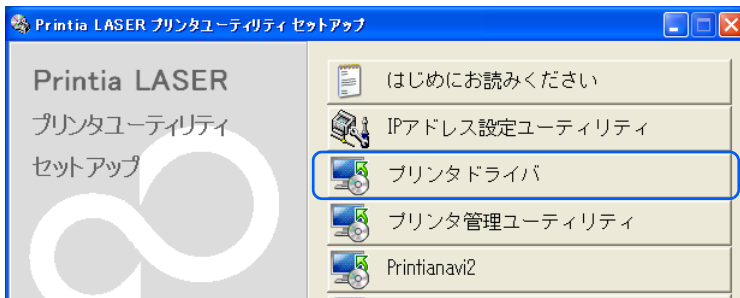 Printia LASER プリンタユーティリティ セットアップ
Printia LASER
プリンタユーティリティ
セットアップ
はじめにお読みください
IPアドレス設定ユーティリティ
プリンタドライバ
プリンタ管理ユーティリティ
Printianavi2